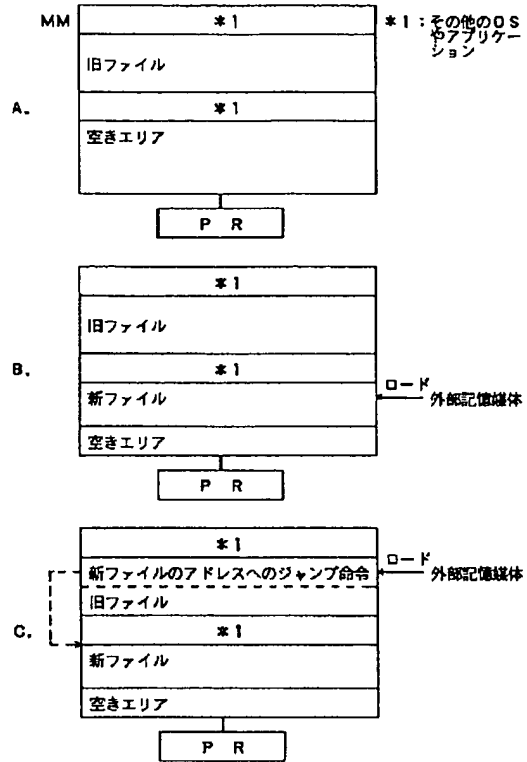 MM
＊1
＊1：その他のOS
やアプリケー
ション
旧ファイル
A.
＊1
空きエリア
P R
＊1
旧ファイル
B.
＊1
新ファイル
ロード
外部記憶媒体
空きエリア
P R
＊1
新ファイルのアドレスへのジャンプ命令
ロード
外部記憶媒体
旧ファイル
C.
＊1
新ファイル
空きエリア
P R